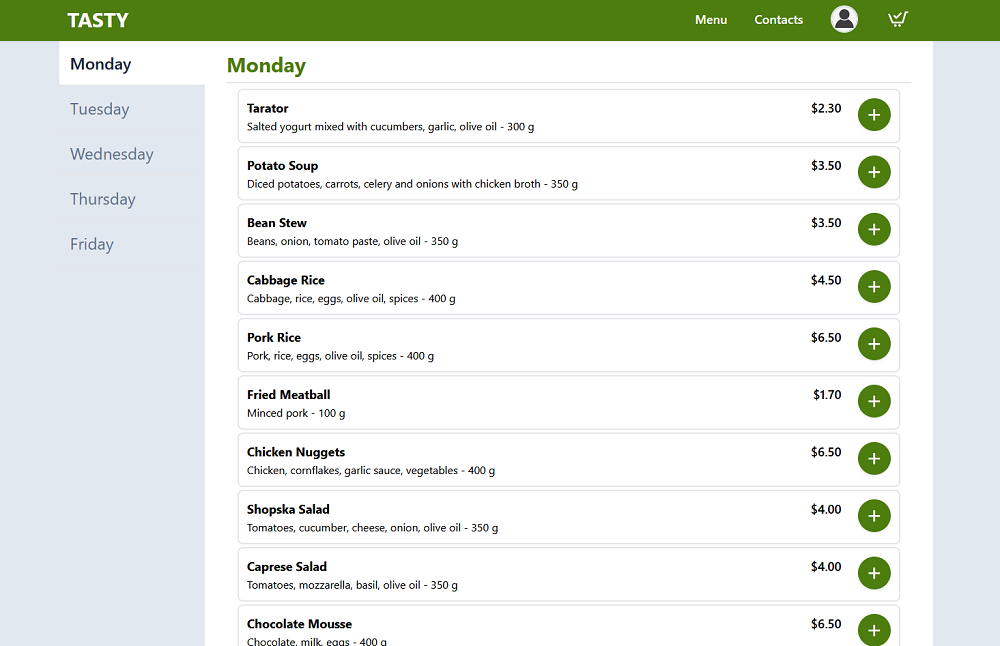 TASTY
Menu
Contacts
Monday
Tuesday
Wednesday
Thursday
Friday
Monday
Tarator
$2.30
Salted yogurt mixed with cucumbers, garlic, olive oil - 300 g
Potato Soup
$3.50
Diced potatoes, carrots, celery and onions with chicken broth - 350 g
Bean Stew
$3.50
Beans, onion, tomato paste, olive oil - 350 g
Cabbage Rice
$4.50
Cabbage, rice, eggs, olive oil, spices - 400 g
Pork Rice
$6.50
Pork, rice, eggs, olive oil, spices - 400 g
Fried Meatball
$1.70
Minced pork - 100 g
Chicken Nuggets
$6.50
Chicken, cornflakes, garlic sauce, vegetables - 400 g
Shopska Salad
$4.00
Tomatoes, cucumber, cheese, onion, olive oil - 350 g
Caprese Salad
$4.00
Tomatoes, mozzarella, basil, olive oil - 350 g
Chocolate Mousse
$6.50
Chocolate, milk, eggs - 400 g